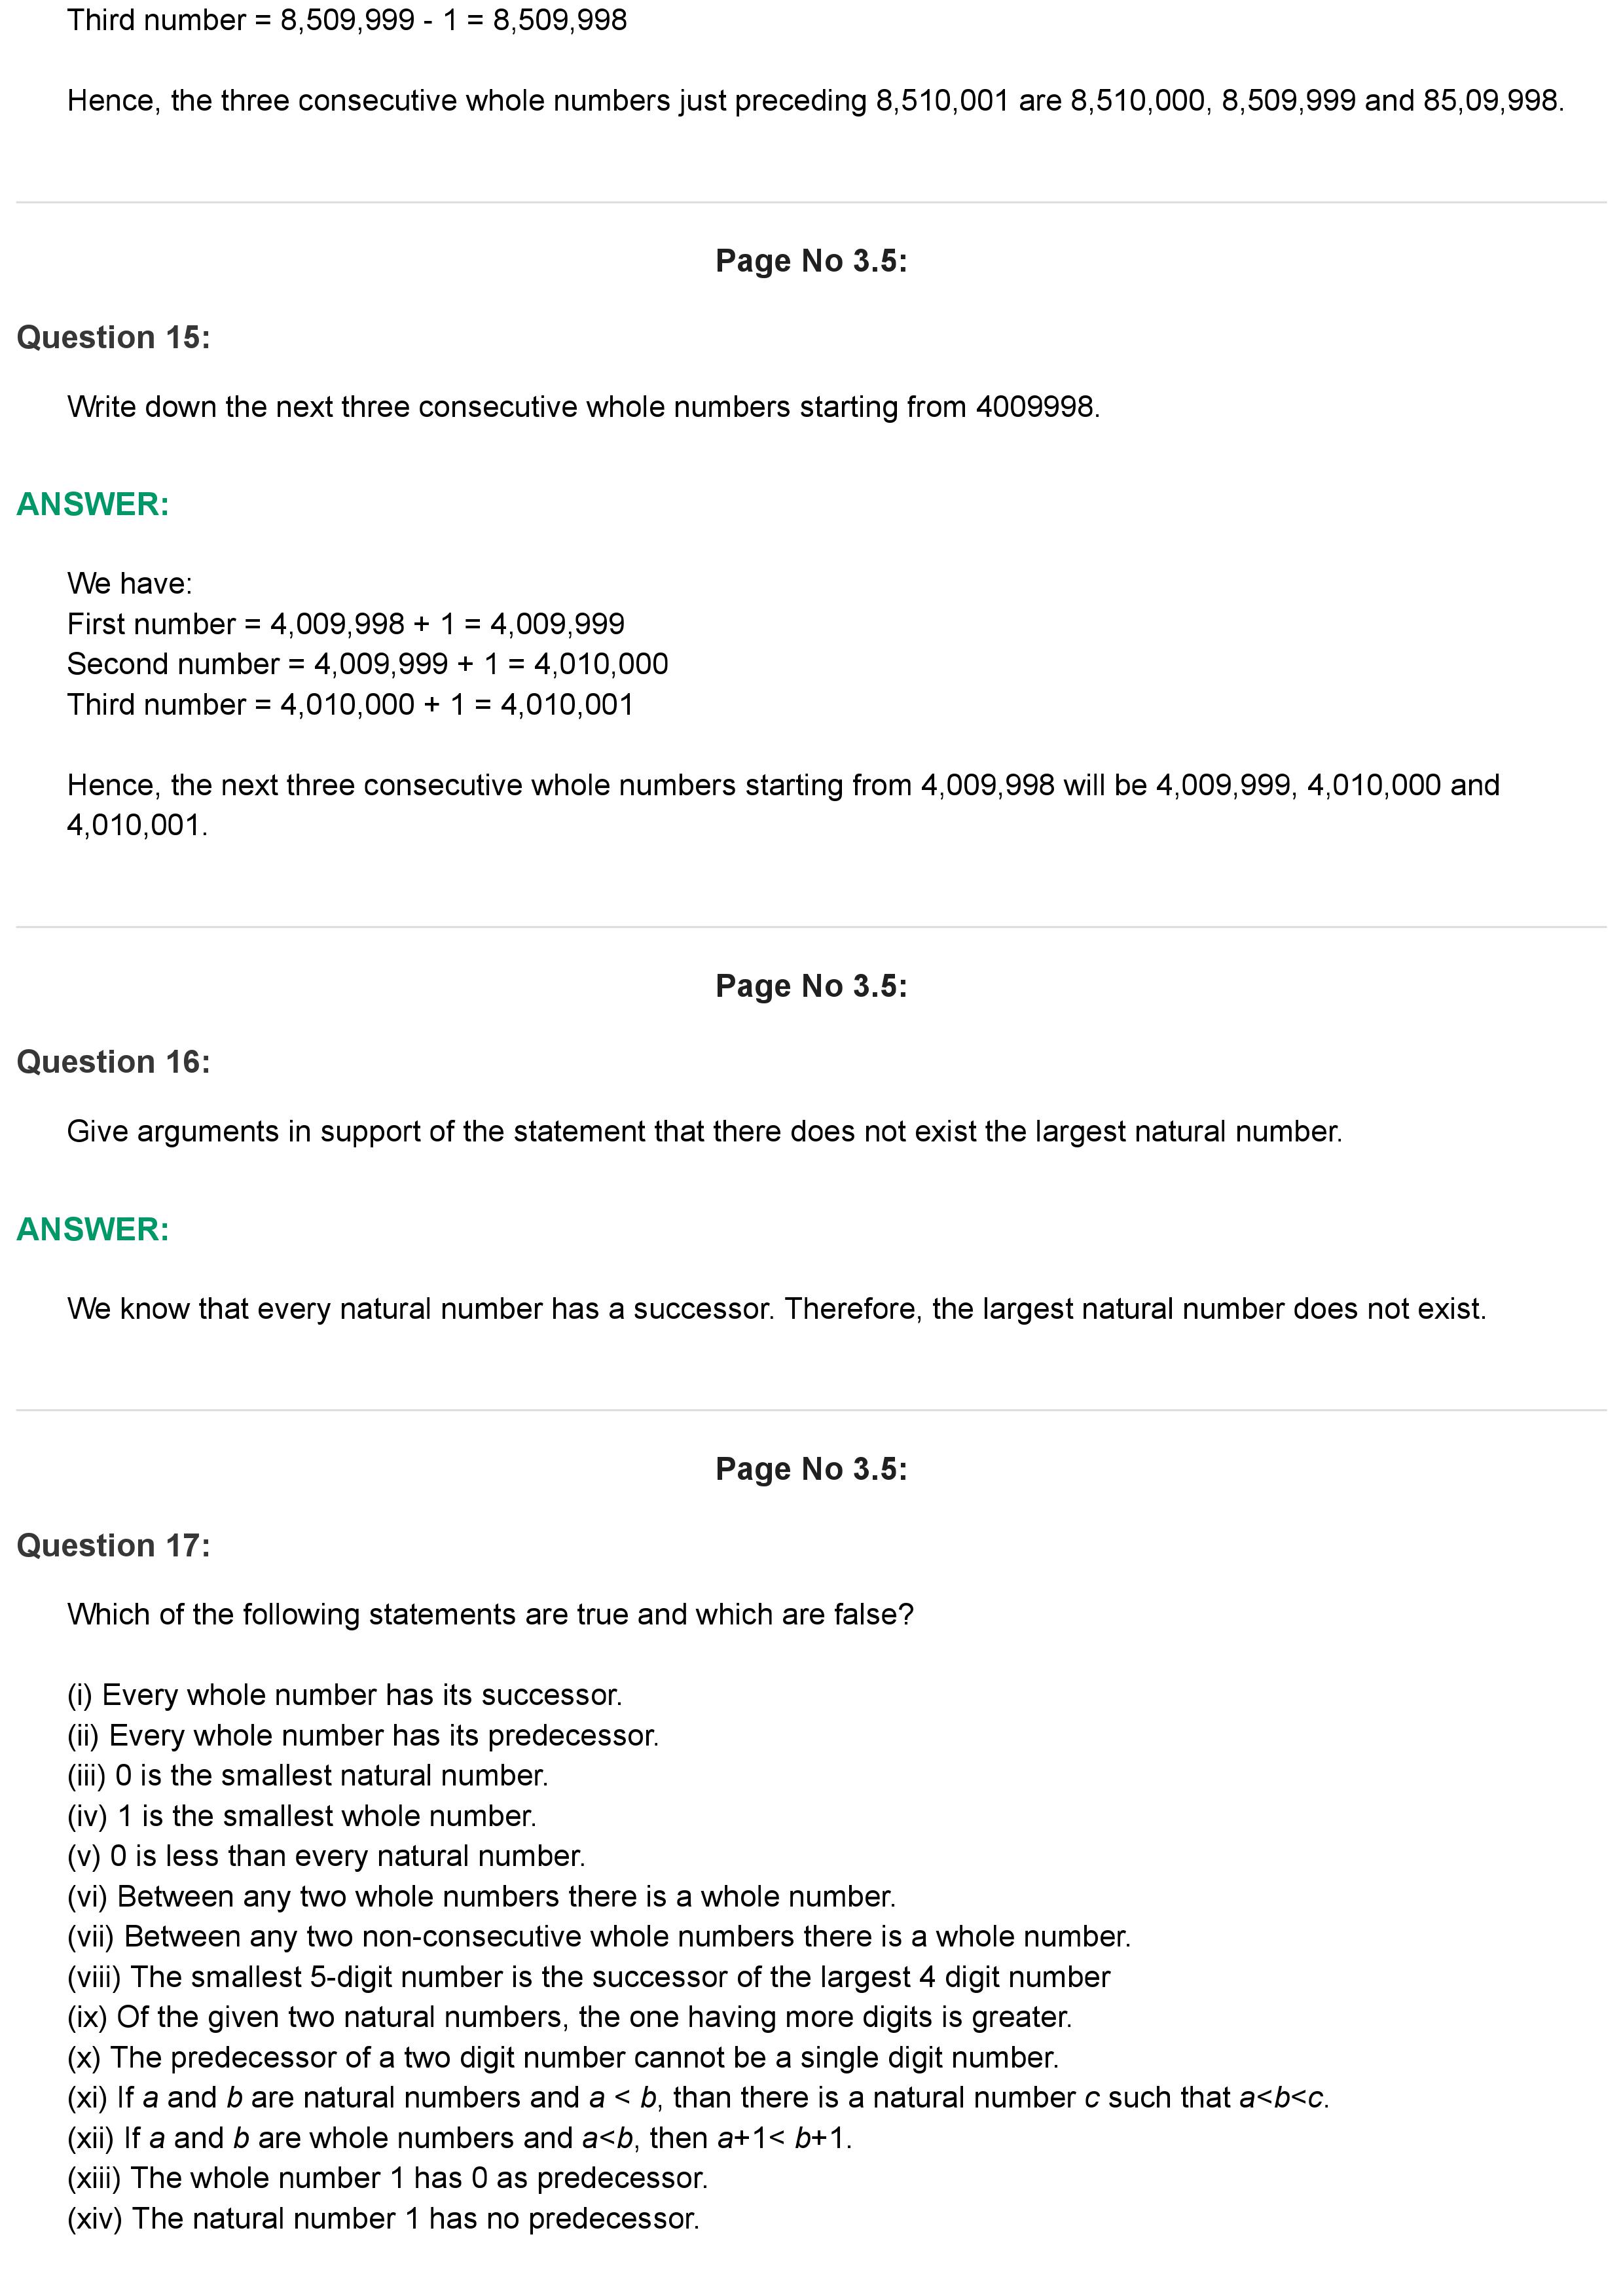 Third number = 8,509,999 - 1 = 8,509,998
Hence, the three consecutive whole numbers just preceding 8,510,001 are 8,510,000, 8,509,999 and 85,09,998.
Page No 3.5:
Question 15:
Write down the next three consecutive whole numbers starting from 4009998.
ANSWER:
We have:
First number = 4,009,998 + 1 = 4,009,999
Second number = 4,009,999 + 1 = 4,010,000
Third number = 4,010,000 + 1 = 4,010,001
Hence, the next three consecutive whole numbers starting from 4,009,998 will be 4,009,999, 4,010,000 and
4,010,001.
Page No 3.5:
Question 16:
Give arguments in support of the statement that there does not exist the largest natural number.
ANSWER:
We know that every natural number has a successor. Therefore, the largest natural number does not exist.
Page No 3.5:
Question 17:
Which of the following statements are true and which are false?
(i) Every whole number has its successor.
(ii) Every whole number has its predecessor.
(iii) 0 is the smallest natural number.
(iv) 1 is the smallest whole number.
(v) 0 is less than every natural number.
(vi) Between any two whole numbers there is a whole number.
(vii) Between any two non-consecutive whole numbers there is a whole number.
(viii) The smallest 5-digit number is the successor of the largest 4 digit number
(ix) Of the given two natural numbers, the one having more digits is greater.
(x) The predecessor of a two digit number cannot be a single digit number.
(xi) If a and b are natural numbers and a < b, than there is a natural number c such that a<b<c.
(xii) If a and b are whole numbers and a<b, then a+1< b+1.
(xiii) The whole number 1 has 0 as predecessor.
(xiv) The natural number 1 has no predecessor.